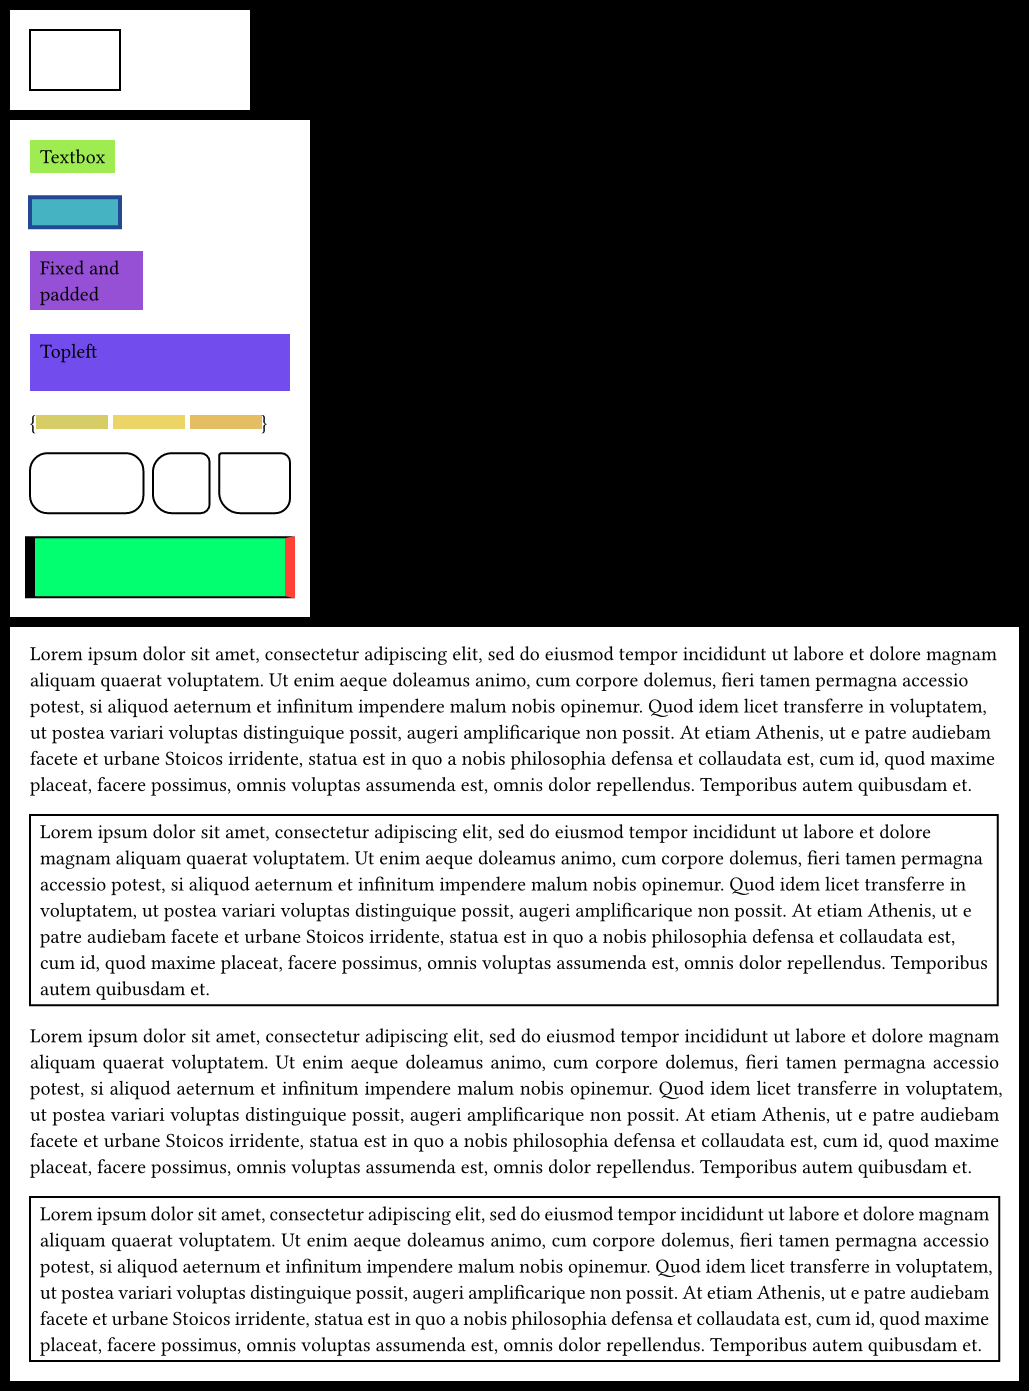 Textbox
Fixed and
padded
Topleft
{ }
Lorem ipsum dolor sit amet, consectetur adipiscing elit, sed do eiusmod tempor incididunt ut labore et dolore magnam
aliquam quaerat voluptatem. Ut enim aeque doleamus animo, cum corpore dolemus, fieri tamen permagna accessio
potest, si aliquod aeternum et infinitum impendere malum nobis opinemur. Quod idem licet transferre in voluptatem,
ut postea variari voluptas distinguique possit, augeri amplificarique non possit. At etiam Athenis, ut e patre audiebam
facete et urbane Stoicos irridente, statua est in quo a nobis philosophia defensa et collaudata est, cum id, quod maxime
placeat, facere possimus, omnis voluptas assumenda est, omnis dolor repellendus. Temporibus autem quibusdam et.
Lorem ipsum dolor sit amet, consectetur adipiscing elit, sed do eiusmod tempor incididunt ut labore et dolore
magnam aliquam quaerat voluptatem. Ut enim aeque doleamus animo, cum corpore dolemus, fieri tamen permagna
accessio potest, si aliquod aeternum et infinitum impendere malum nobis opinemur. Quod idem licet transferre in
voluptatem, ut postea variari voluptas distinguique possit, augeri amplificarique non possit. At etiam Athenis, ut e
patre audiebam facete et urbane Stoicos irridente, statua est in quo a nobis philosophia defensa et collaudata est,
cum id, quod maxime placeat, facere possimus, omnis voluptas assumenda est, omnis dolor repellendus. Temporibus
autem quibusdam et.
Lorem ipsum dolor sit amet, consectetur adipiscing elit, sed do eiusmod tempor incididunt ut labore et dolore magnam
aliquam quaerat voluptatem. Ut enim aeque doleamus animo, cum corpore dolemus, fieri tamen permagna accessio
potest, si aliquod aeternum et infinitum impendere malum nobis opinemur. Quod idem licet transferre in voluptatem,
ut postea variari voluptas distinguique possit, augeri amplificarique non possit. At etiam Athenis, ut e patre audiebam
facete et urbane Stoicos irridente, statua est in quo a nobis philosophia defensa et collaudata est, cum id, quod maxime
placeat, facere possimus, omnis voluptas assumenda est, omnis dolor repellendus. Temporibus autem quibusdam et.
Lorem ipsum dolor sit amet, consectetur adipiscing elit, sed do eiusmod tempor incididunt ut labore et dolore magnam
aliquam quaerat voluptatem. Ut enim aeque doleamus animo, cum corpore dolemus, fieri tamen permagna accessio
potest, si aliquod aeternum et infinitum impendere malum nobis opinemur. Quod idem licet transferre in voluptatem,
ut postea variari voluptas distinguique possit, augeri amplificarique non possit. At etiam Athenis, ut e patre audiebam
facete et urbane Stoicos irridente, statua est in quo a nobis philosophia defensa et collaudata est, cum id, quod maxime
placeat, facere possimus, omnis voluptas assumenda est, omnis dolor repellendus. Temporibus autem quibusdam et.